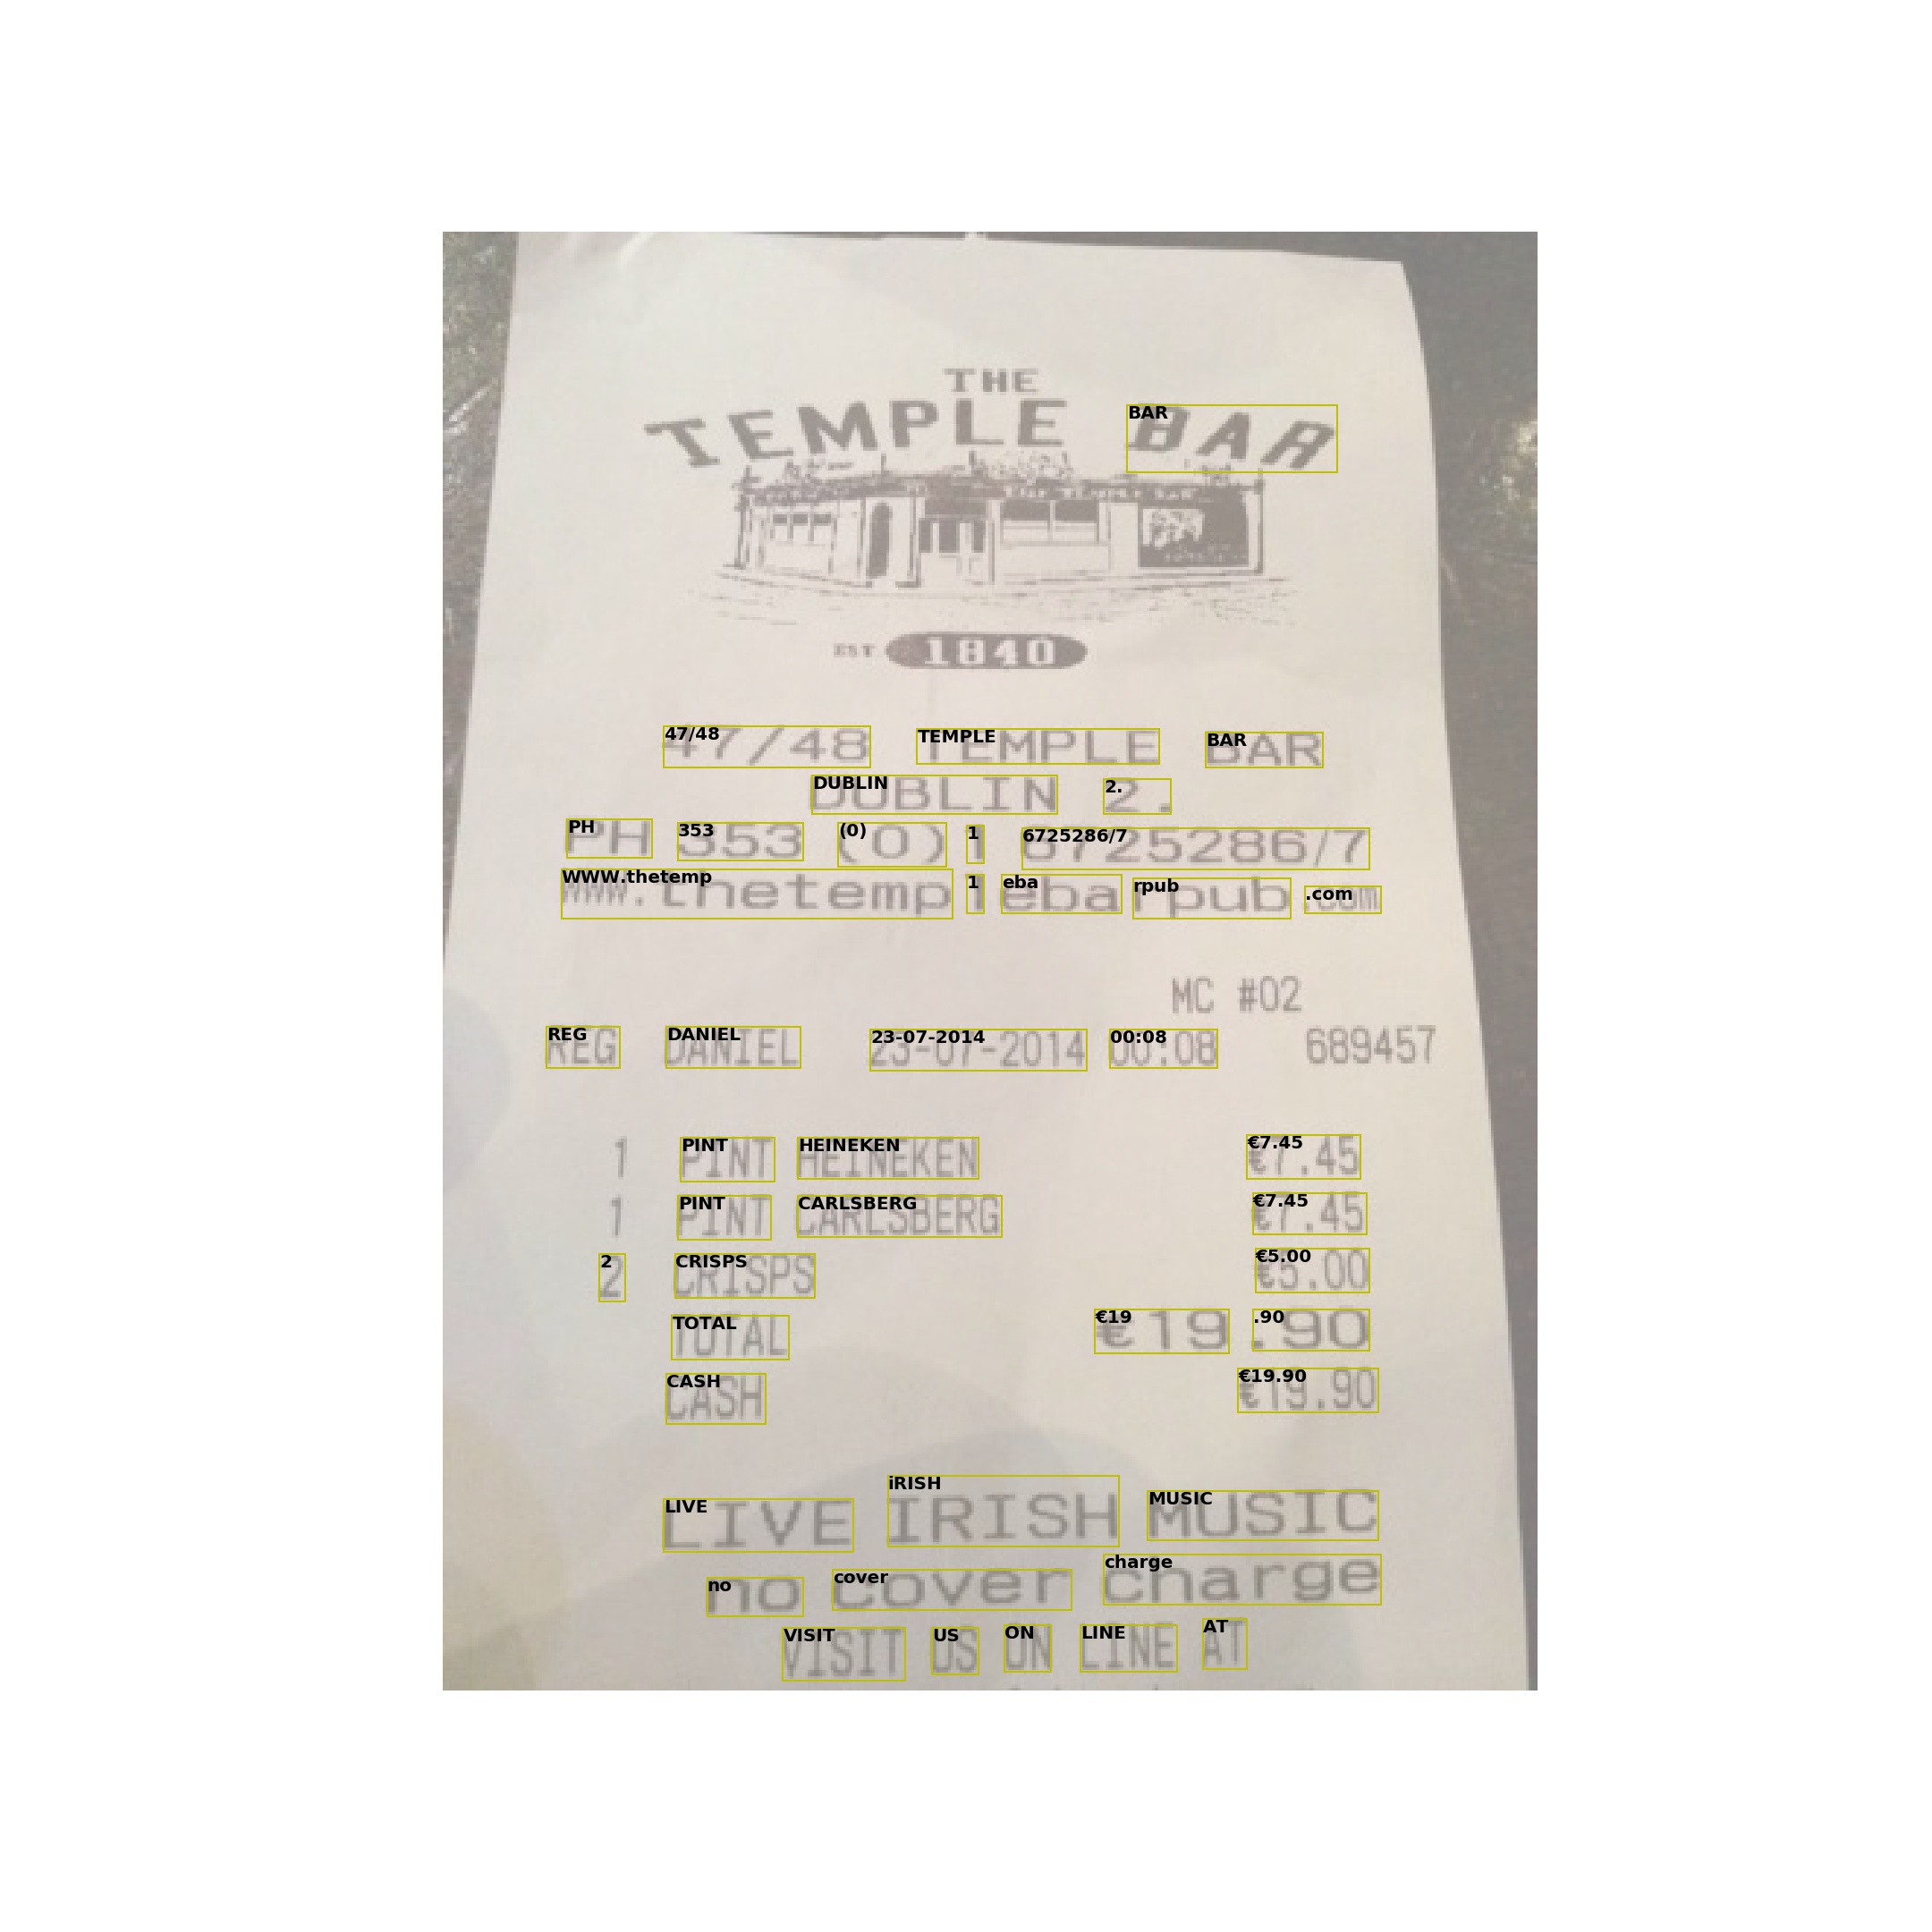 THE
TEMPLE BAR
THE TEMPLE BAR
EST 1840
47/48 TEMPLE BAR
DUBLIN 2.
PH 353 (0) 1 6725286/7
WWW.thetemplebarpub.com
MC #02
REG DANIEL 23-07-2014 00:08 689457
1 PINT HEINEKEN €7.45
1 PINT CARLSBERG €7.45
2 CRISPS €5.00
TOTAL €19.90
CASH €19.90
LIVE IRISH MUSIC
no cover charge
VISIT US ON LINE AT